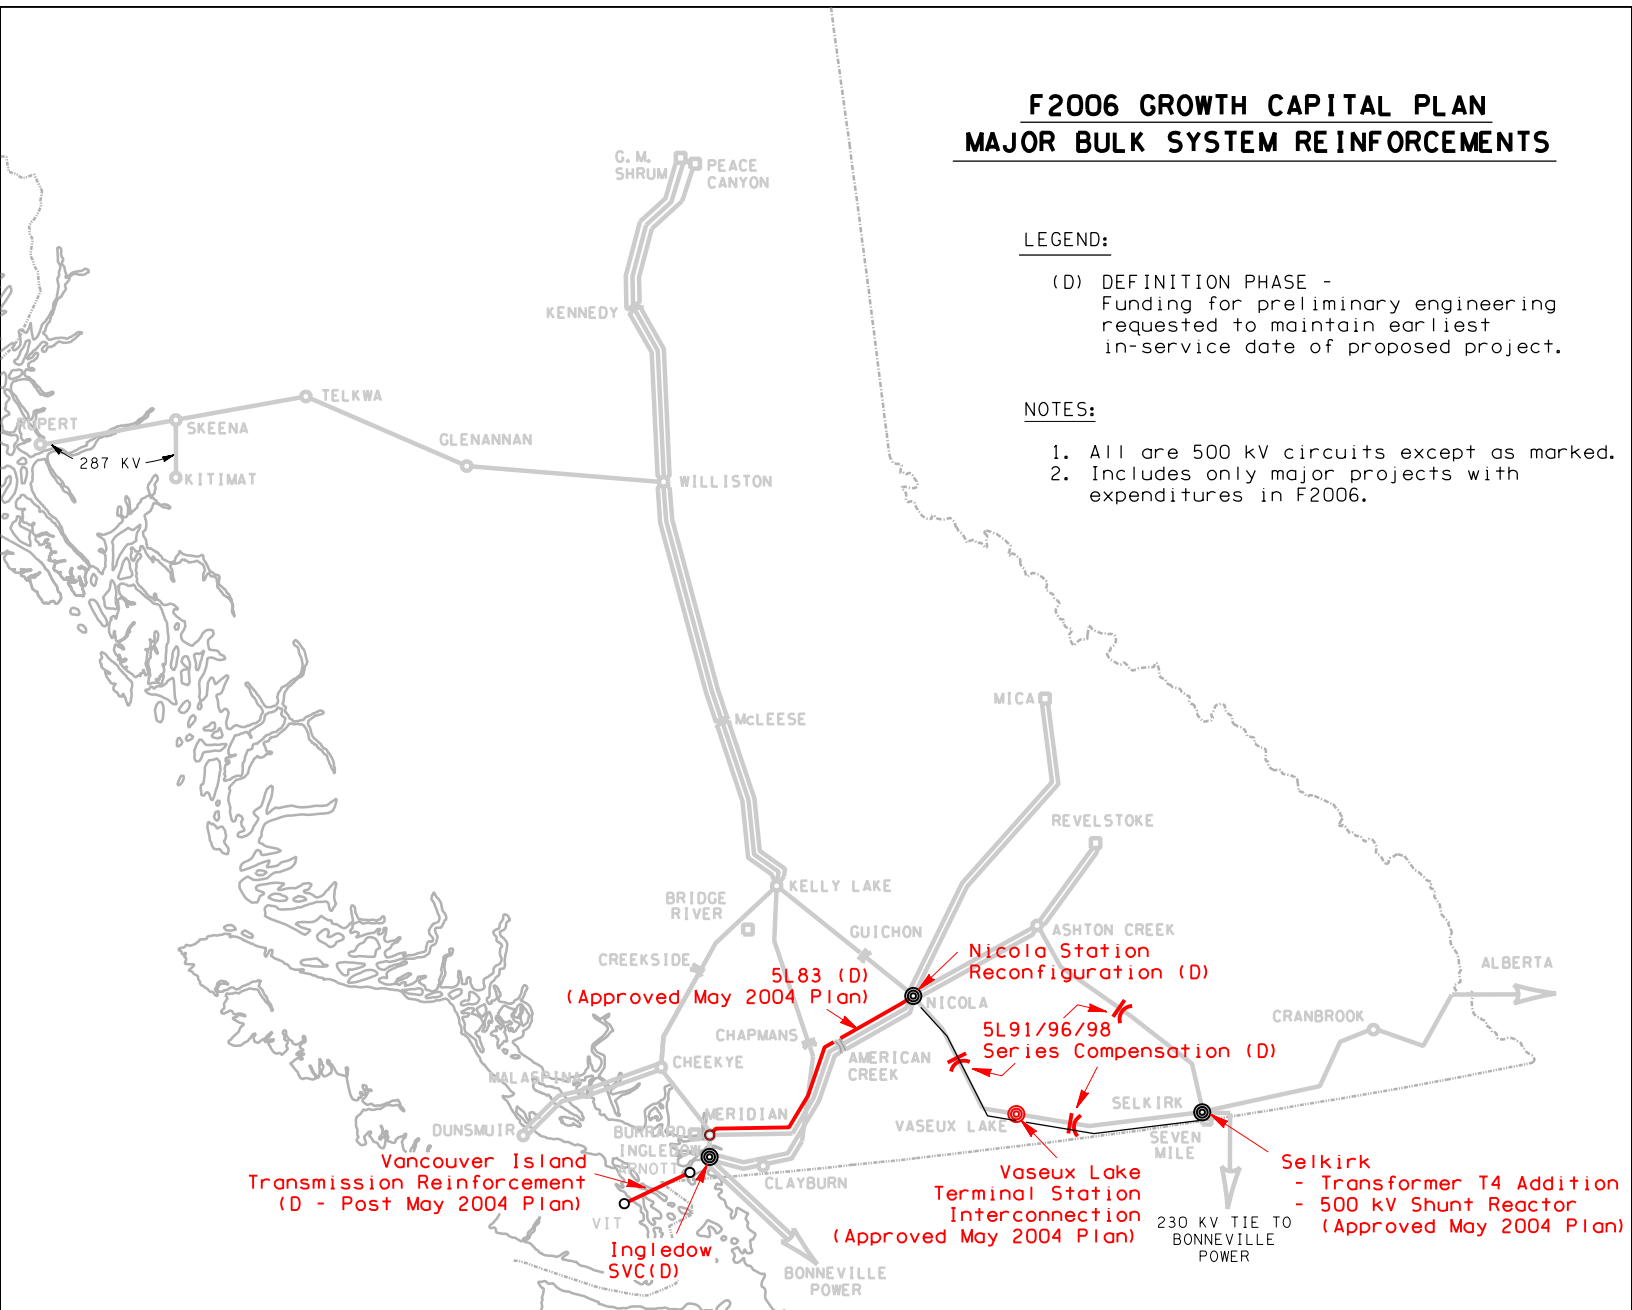 F2006 GROWTH CAPITAL PLAN
MAJOR BULK SYSTEM REINFORCEMENTS
LEGEND:
(D) DEFINITION PHASE -
Funding for preliminary engineering
requested to maintain earliest
in-service date of proposed project.
NOTES:
1. All are 500 kV circuits except as marked.
2. Includes only major projects with
expenditures in F2006.
G.M.
SHRUM
PEACE
CANYON
KENNEDY
TELKWA
RUPERT
SKEENA
GLENANNAN
287 KV
KITIMAT
WILLISTON
McLEESE
MICA
REVELSTOKE
KELLY LAKE
BRIDGE
RIVER
GUICHON
ASHTON CREEK
CREEKSIDE
Nicola Station
Reconfiguration (D)
5L83 (D)
(Approved May 2004 Plan)
ALBERTA
NICOLA
CRANBROOK
CHAPMANS
5L91/96/98
Series Compensation (D)
AMERICAN
CREEK
CHEEKYE
MALASPINA
MERIDIAN
SELKIRK
VASEUX LAKE
DUNSMUIR
BURRARD
SEVEN
MILE
INGLEDOW
ARNOTT
CLAYBURN
Vancouver Island
Transmission Reinforcement
(D - Post May 2004 Plan)
VIT
Vaseux Lake
Terminal Station
Interconnection
(Approved May 2004 Plan)
Selkirk
- Transformer T4 Addition
- 500 kV Shunt Reactor
(Approved May 2004 Plan)
230 KV TIE TO
BONNEVILLE
POWER
Ingledow
SVC(D)
BONNEVILLE
POWER